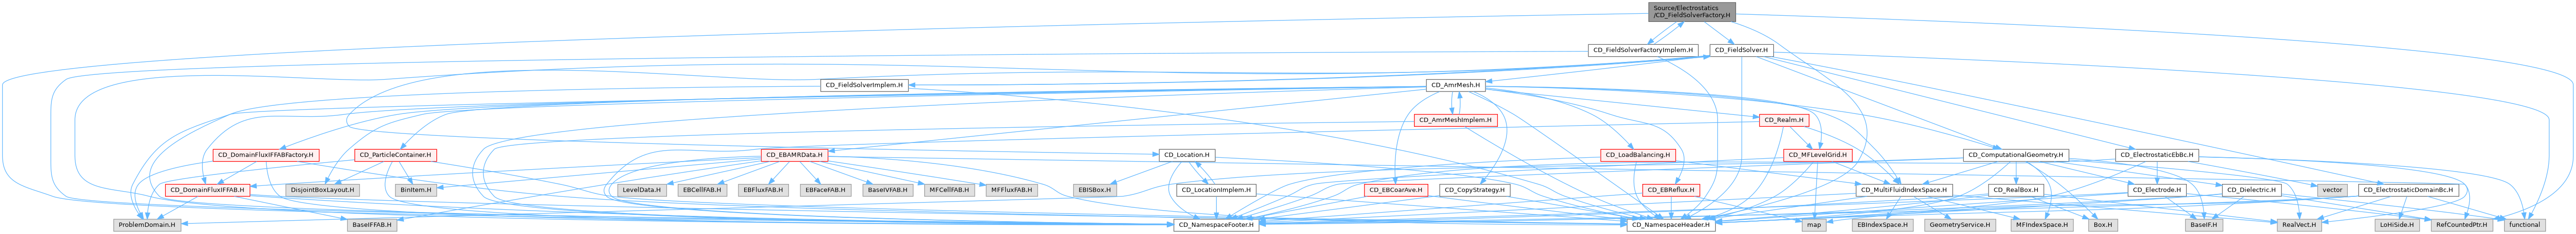 Source/Electrostatics
/CD_FieldSolverFactory.H
CD_FieldSolverFactoryImplem.H
CD_FieldSolver.H
CD_FieldSolverImplem.H
CD_AmrMesh.H
CD_AmrMeshImplem.H
CD_Realm.H
CD_DomainFluxIFFABFactory.H
CD_ParticleContainer.H
CD_EBAMRData.H
CD_Location.H
CD_LoadBalancing.H
CD_MFLevelGrid.H
CD_ComputationalGeometry.H
CD_ElectrostaticEbBc.H
CD_DomainFluxIFFAB.H
DisjointBoxLayout.H
BinItem.H
LevelData.H
EBCellFAB.H
EBFluxFAB.H
EBFaceFAB.H
BaseIVFAB.H
MFCellFAB.H
MFFluxFAB.H
EBISBox.H
CD_LocationImplem.H
CD_EBCoarAve.H
CD_CopyStrategy.H
CD_EBReflux.H
CD_MultiFluidIndexSpace.H
CD_RealBox.H
CD_Electrode.H
CD_Dielectric.H
vector
CD_ElectrostaticDomainBc.H
ProblemDomain.H
BaseIFFAB.H
CD_NamespaceFooter.H
CD_NamespaceHeader.H
map
EBIndexSpace.H
GeometryService.H
MFIndexSpace.H
Box.H
BaseIF.H
RealVect.H
LoHiSide.H
RefCountedPtr.H
functional